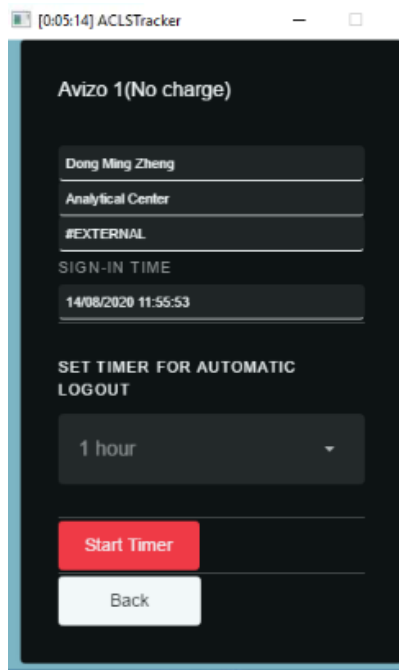 [0:05:14] ACLSTracker
Avizo 1(No charge)
Dong Ming Zheng
Analytical Center
#EXTERNAL
SIGN-IN TIME
14/08/2020 11:55:53
SET TIMER FOR AUTOMATIC
LOGOUT
1 hour
Start Timer
Back